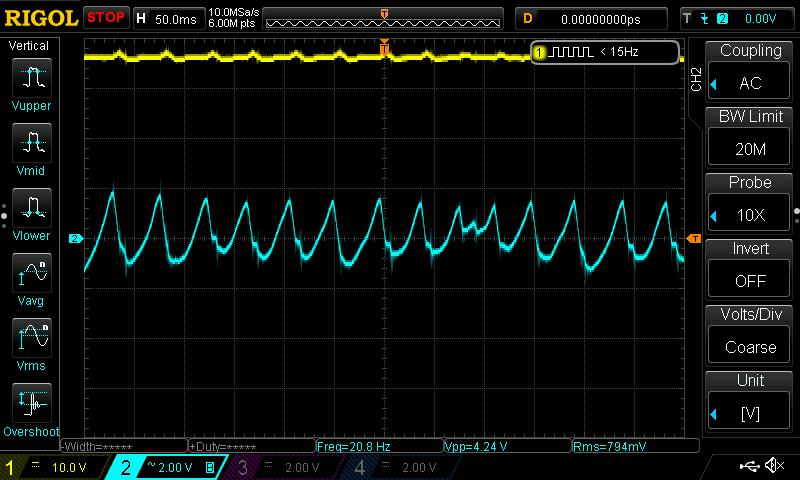 RIGOL STOP H 50.0ms 10.0MSa/s 6.00M pts T D 0.00000000ps T 2 0.00V
Vertical
Vupper
Vmid
Vlower
Vavg
Vrms
Overshoot
1 < 15Hz
T
2
T
CH2
Coupling
AC
BW Limit
20M
Probe
10X
Invert
OFF
Volts/Div
Coarse
Unit
[V]
-Width=***** +Duty=***** Freq=20.8 Hz Vpp=4.24 V Rms=794mV
1 10.0 V 2 ~ 2.00 V B 3 2.00 V 4 2.00 V